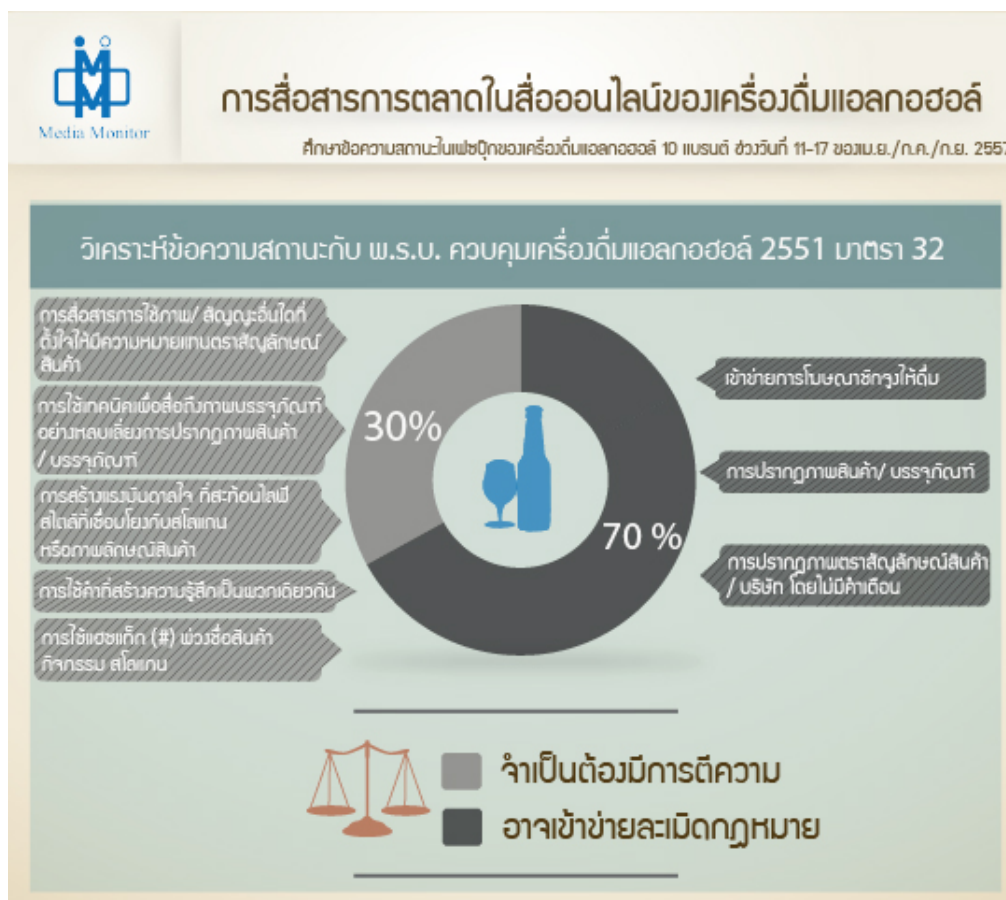 Media Monitor
การสื่อสารการตลาดในสื่อออนไลน์ของเครื่องดื่มแอลกอฮอล์
ศึกษาข้อความสถานะในเฟซบุ๊กของเครื่องดื่มแอลกอฮอล์ 10 แบรนด์ ช่วงวันที่ 11-17 ของเม.ย./ก.ค./ก.ย. 2557
วิเคราะห์ข้อความสถานะกับ พ.ร.บ. ควบคุมเครื่องดื่มแอลกอฮอล์ 2551 มาตรา 32
การสื่อสารการใช้ภาพ/ สัญญะอื่นใดที่
ตั้งใจให้มีความหมายแทนตราสัญลักษณ์
สินค้า
การใช้เทคนิคเพื่อสื่อถึงภาพบรรจุภัณฑ์
อย่างหลบเลี่ยงการปรากฏภาพสินค้า
/ บรรจุภัณฑ์
การสร้างแรงบันดาลใจ ที่สะท้อนไลฟ์
สไตล์ที่เชื่อมโยงกับสโลแกน
หรือภาพลักษณ์สินค้า
การใช้คำที่สร้างความรู้สึกเป็นพวกเดียวกัน
การใช้แฮชแท็ก (#) พ่วงชื่อสินค้า
กิจกรรม สโลแกน
30%
70 %
เข้าข่ายการโฆษณาชักจูงให้ดื่ม
การปรากฏภาพสินค้า/ บรรจุภัณฑ์
การปรากฏภาพตราสัญลักษณ์สินค้า
/ บริษัท โดยไม่มีคำเตือน
จำเป็นต้องมีการตีความ
อาจเข้าข่ายละเมิดกฎหมาย